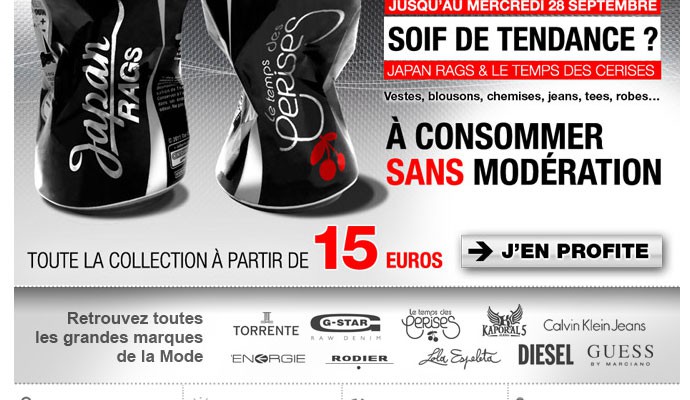 JUSQU'AU MERCREDI 28 SEPTEMBRE
SOIF DE TENDANCE ?
JAPAN RAGS & LE TEMPS DES CERISES
Vestes, blousons, chemises, jeans, tees, robes...
À CONSOMMER
SANS MODÉRATION
Japan
RAGS
Le temps des
Cerises
TOUTE LA COLLECTION À PARTIR DE 15 EUROS
J'EN PROFITE
Retrouvez toutes
les grandes marques
de la Mode
TORRENTE
G-STAR
RAW DENIM
Le temps des
Cerises
KAPORAL 5
Calvin Klein Jeans
ENERGIE
RODIER
Lola Espeleta
DIESEL
GUESS
BY MARCIANO